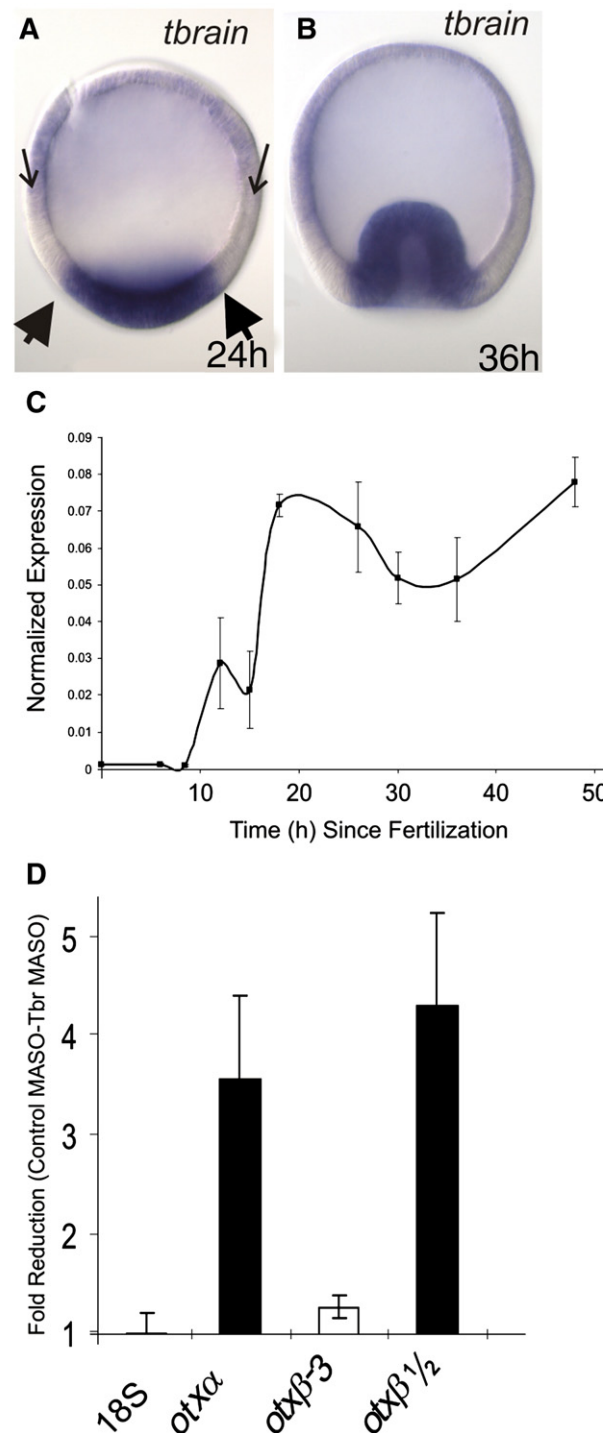 A
tbrain
24h
B
tbrain
36h
C
Normalized Expression
0.09
0.08
0.07
0.06
0.05
0.04
0.03
0.02
0.01
0
10
20
30
40
50
Time (h) Since Fertilization
D
Fold Reduction (Control MASO-Tbr MASO)
5
4
3
2
1
18S
otxα
otxβ-3
otxβ½